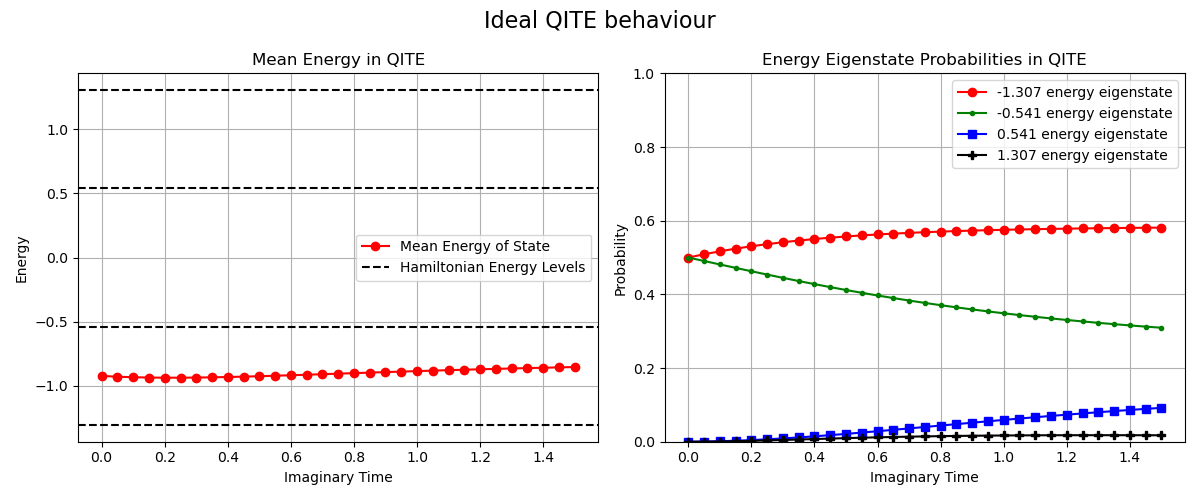 Ideal QITE behaviour
Mean Energy in QITE
Energy
1.0
0.5
0.0
−0.5
−1.0
Mean Energy of State
Hamiltonian Energy Levels
0.0 0.2 0.4 0.6 0.8 1.0 1.2 1.4
Imaginary Time
Energy Eigenstate Probabilities in QITE
Probability
1.0
0.8
0.6
0.4
0.2
0.0
-1.307 energy eigenstate
-0.541 energy eigenstate
0.541 energy eigenstate
1.307 energy eigenstate
0.0 0.2 0.4 0.6 0.8 1.0 1.2 1.4
Imaginary Time